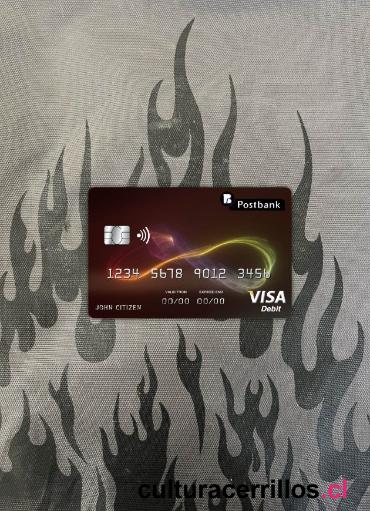 Postbank
1234 5678 9012 3456
VALID FROM EXPIRES END
00/00 00/00
JOHN CITIZEN
VISA
Debit
culturacerrillos.cl